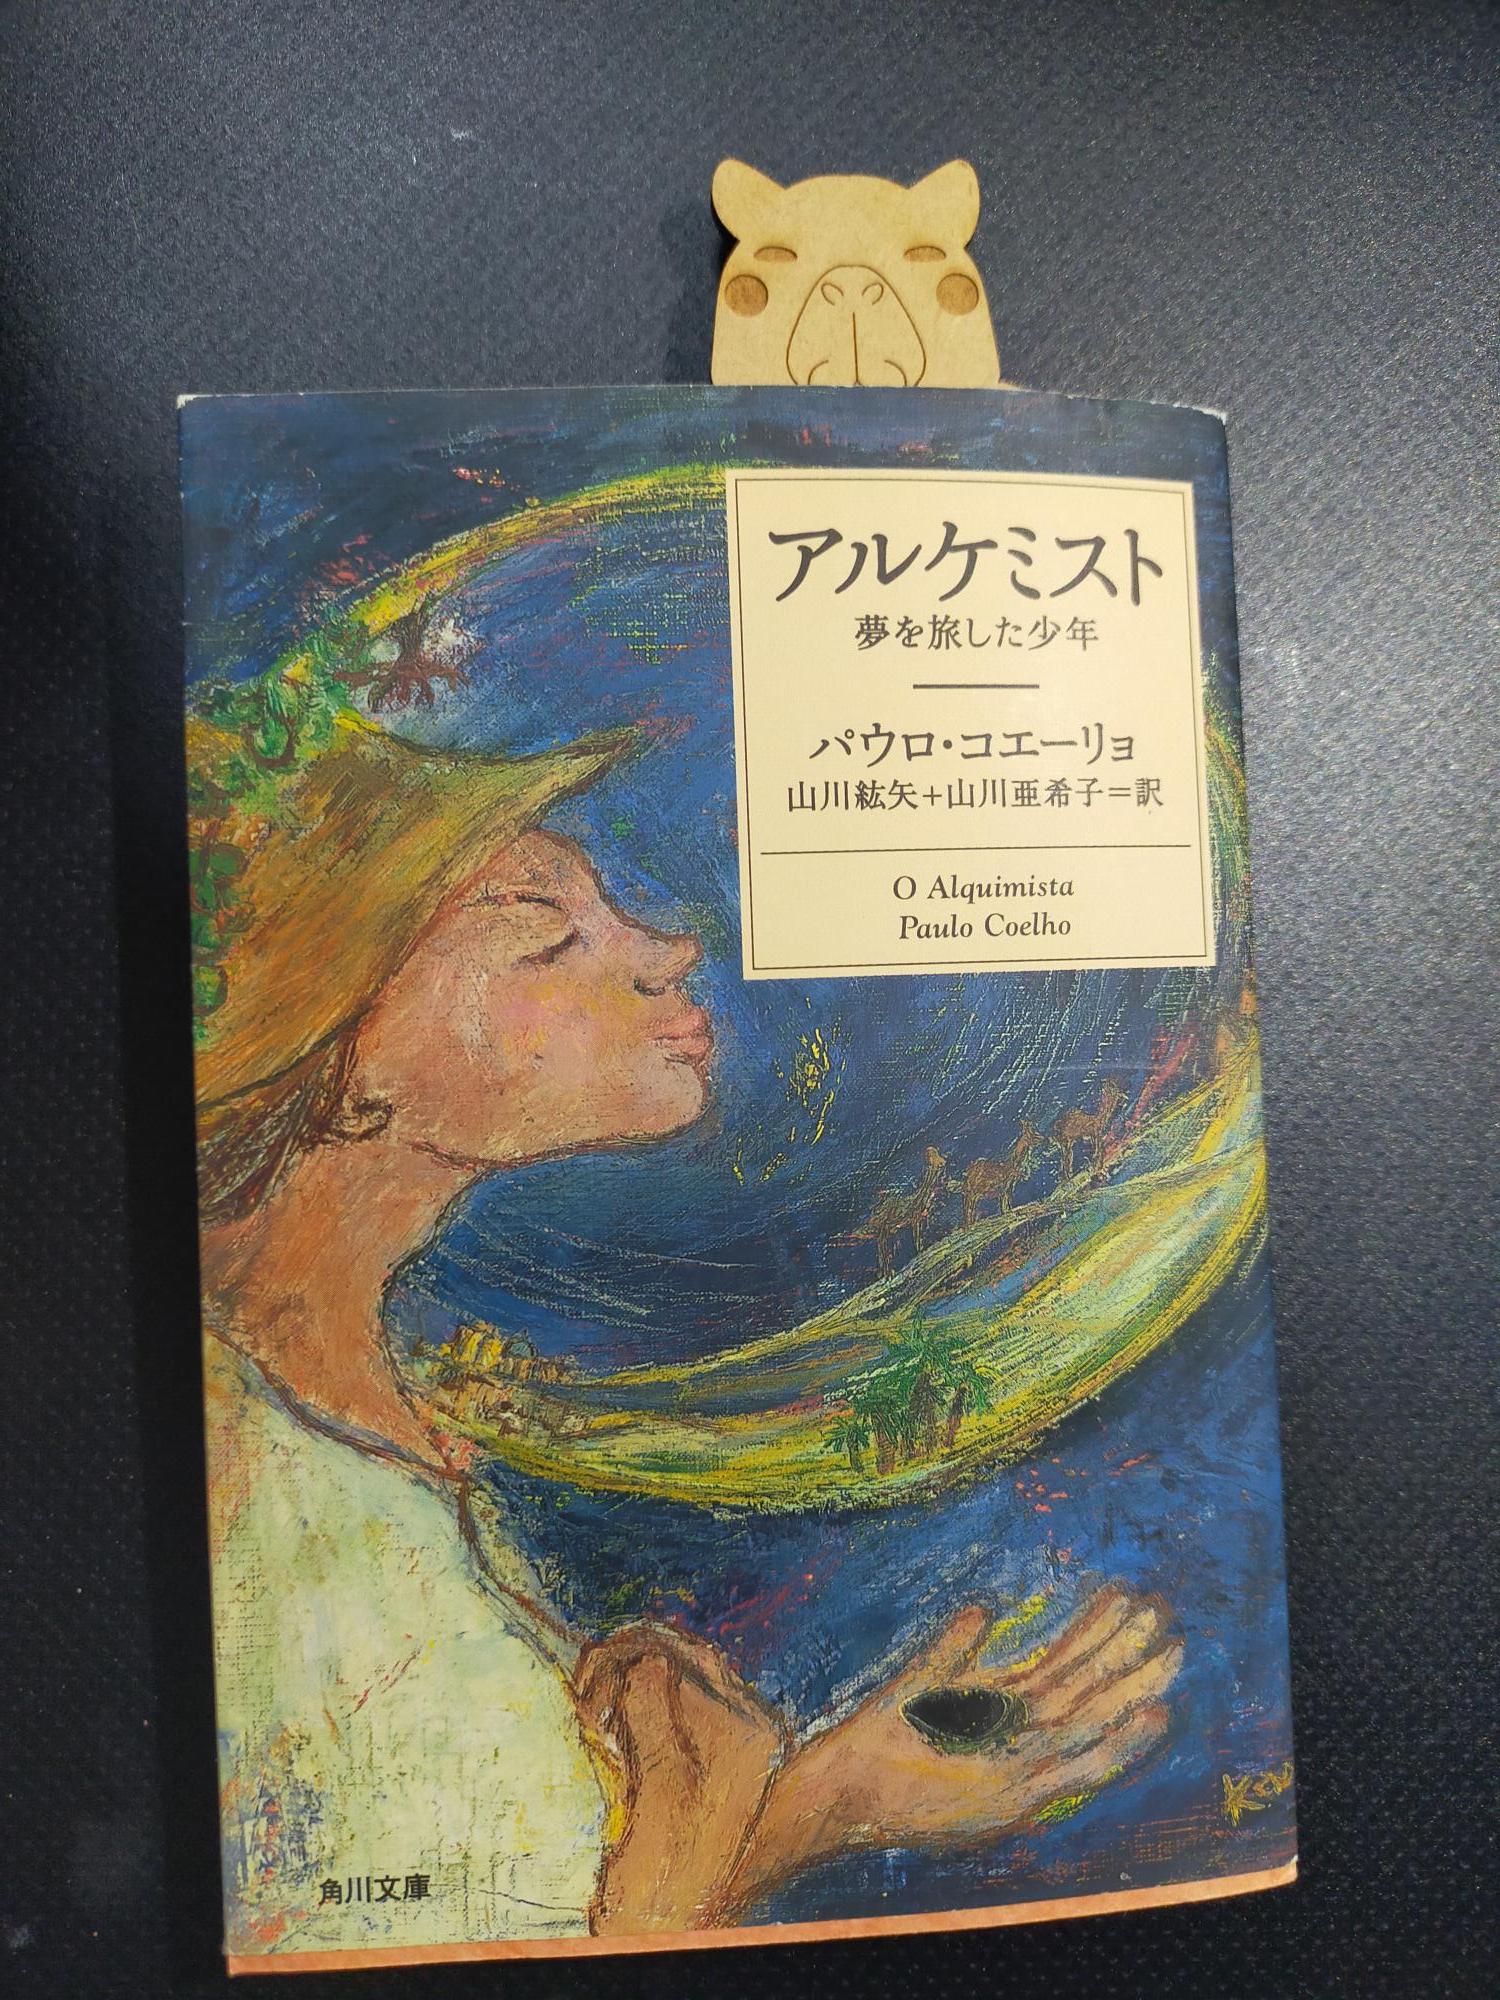 アルケミスト
夢を旅した少年
パウロ・コエーリョ
山川紘矢+山川亜希子=訳
O Alquimista
Paulo Coelho
角川文庫